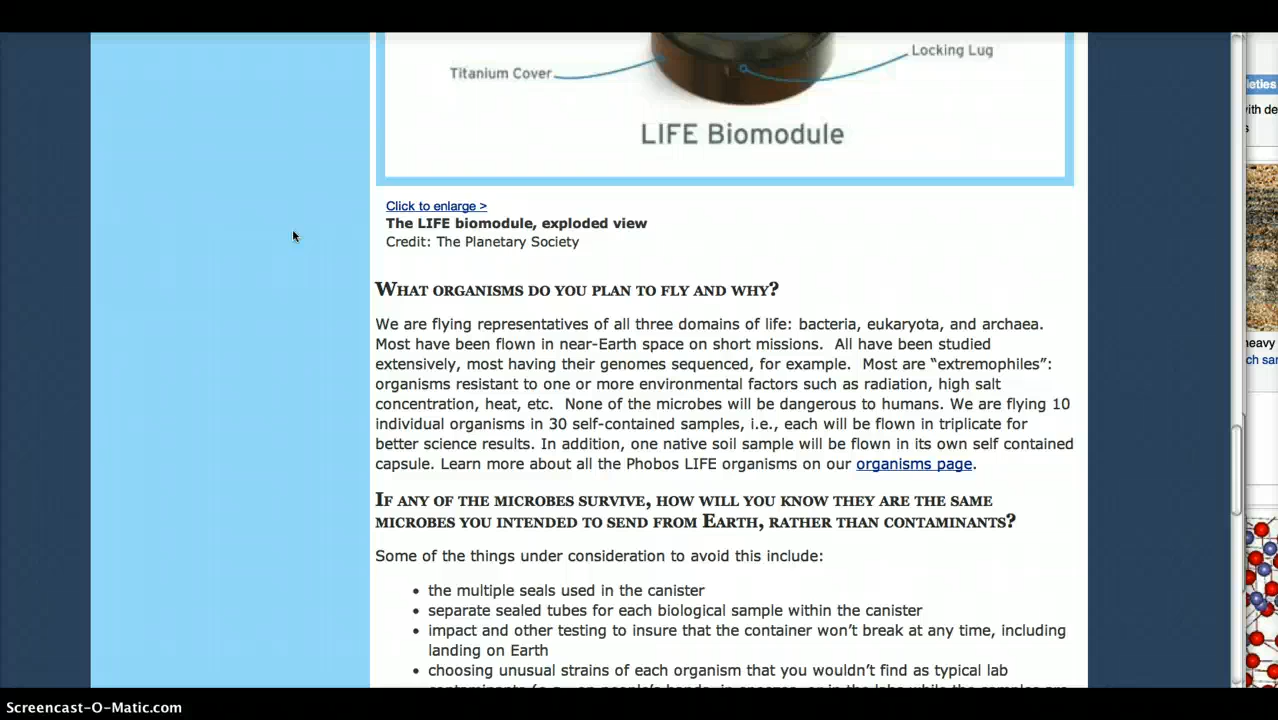 Locking Lug
Titanium Cover
LIFE Biomodule
Click to enlarge >
The LIFE biomodule, exploded view
Credit: The Planetary Society
What organisms do you plan to fly and why?
We are flying representatives of all three domains of life: bacteria, eukaryota, and archaea.
Most have been flown in near-Earth space on short missions.  All have been studied
extensively, most having their genomes sequenced, for example.  Most are “extremophiles”:
organisms resistant to one or more environmental factors such as radiation, high salt
concentration, heat, etc.  None of the microbes will be dangerous to humans. We are flying 10
individual organisms in 30 self-contained samples, i.e., each will be flown in triplicate for
better science results. In addition, one native soil sample will be flown in its own self contained
capsule. Learn more about all the Phobos LIFE organisms on our organisms page.
If any of the microbes survive, how will you know they are the same
microbes you intended to send from Earth, rather than contaminants?
Some of the things under consideration to avoid this include:
• the multiple seals used in the canister
• separate sealed tubes for each biological sample within the canister
• impact and other testing to insure that the container won’t break at any time, including
landing on Earth
• choosing unusual strains of each organism that you wouldn’t find as typical lab
Screencast-O-Matic.com